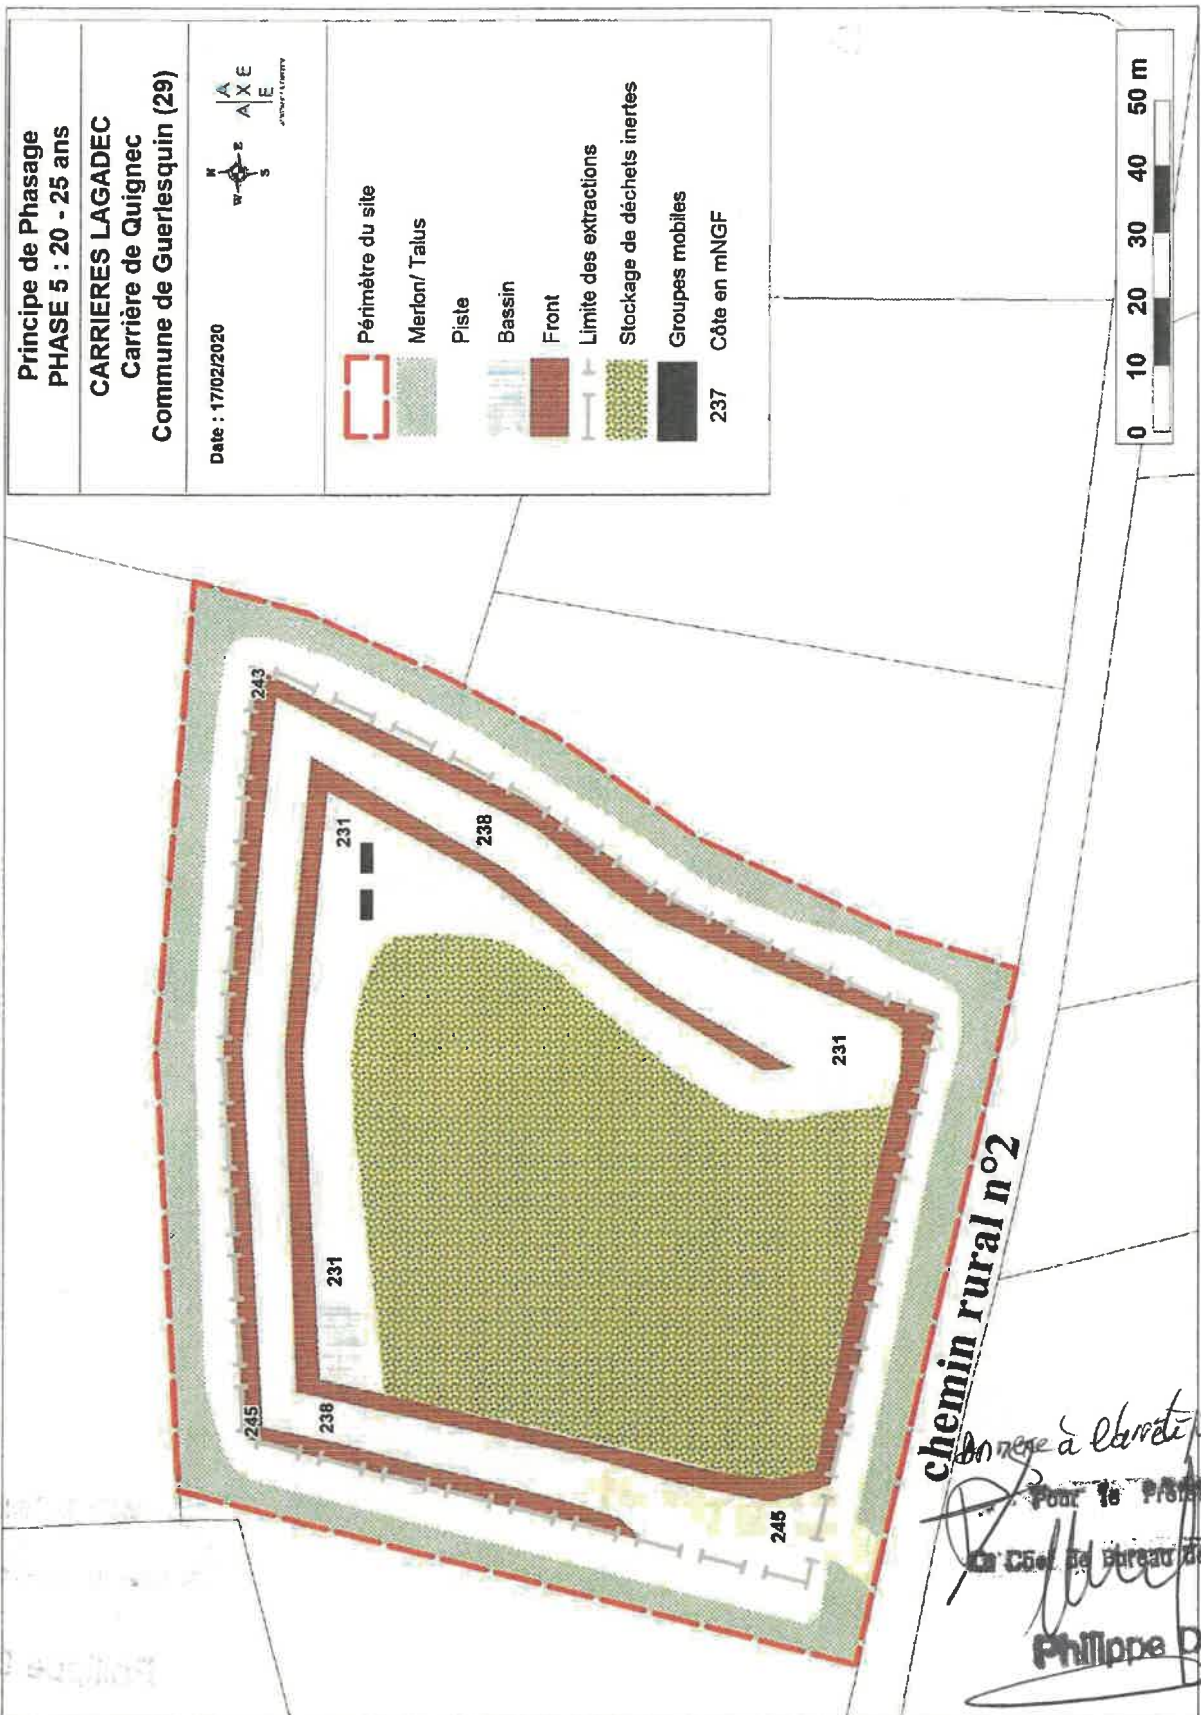 Principe de Phasage
PHASE 5 : 20 - 25 ans
CARRIERES LAGADEC
Carrière de Quignec
Commune de Guerlesquin (29)
Date : 17/02/2020
N
W
E
S
A
A X E
E
Périmètre du site
Merlon/ Talus
Piste
Bassin
Front
Limite des extractions
Stockage de déchets inertes
Groupes mobiles
237 Côte en mNGF
0 10 20 30 40 50 m
243
231
238
231
231
245
238
245
chemin rural n°2
à l'arrêté
Pour le
Bureau
Philippe